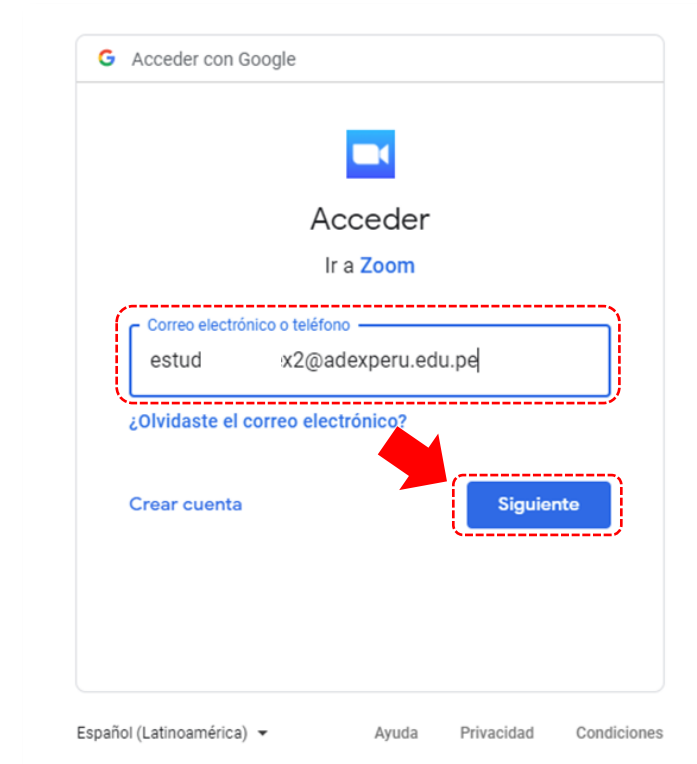 Acceder con Google
Acceder
Ir a Zoom
Correo electrónico o teléfono
estud x2@adexperu.edu.pe
¿Olvidaste el correo electrónico?
Crear cuenta Siguiente
Español (Latinoamérica) Ayuda Privacidad Condiciones